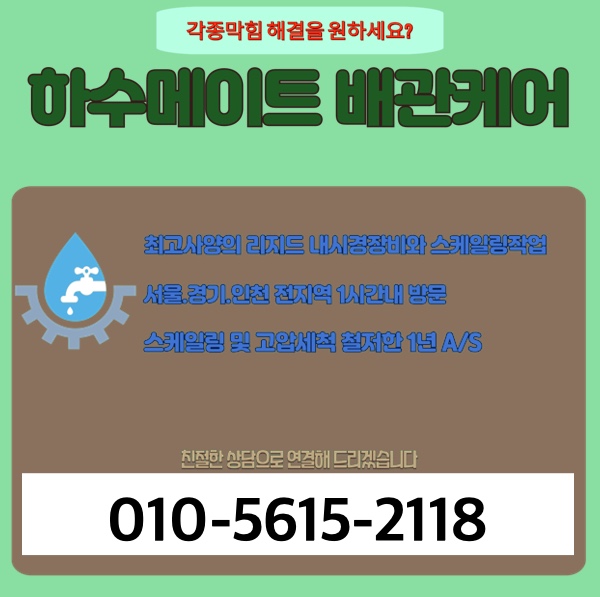 각종막힘 해결을 원하세요?
하수메이트 배관케어
최고사양의 리지드 내시경장비와 스케일링작업
서울.경기.인천 전지역 1시간내 방문
스케일링 및 고압세척 철저한 1년 A/S
친절한 상담으로 연결해 드리겠습니다
010-5615-2118